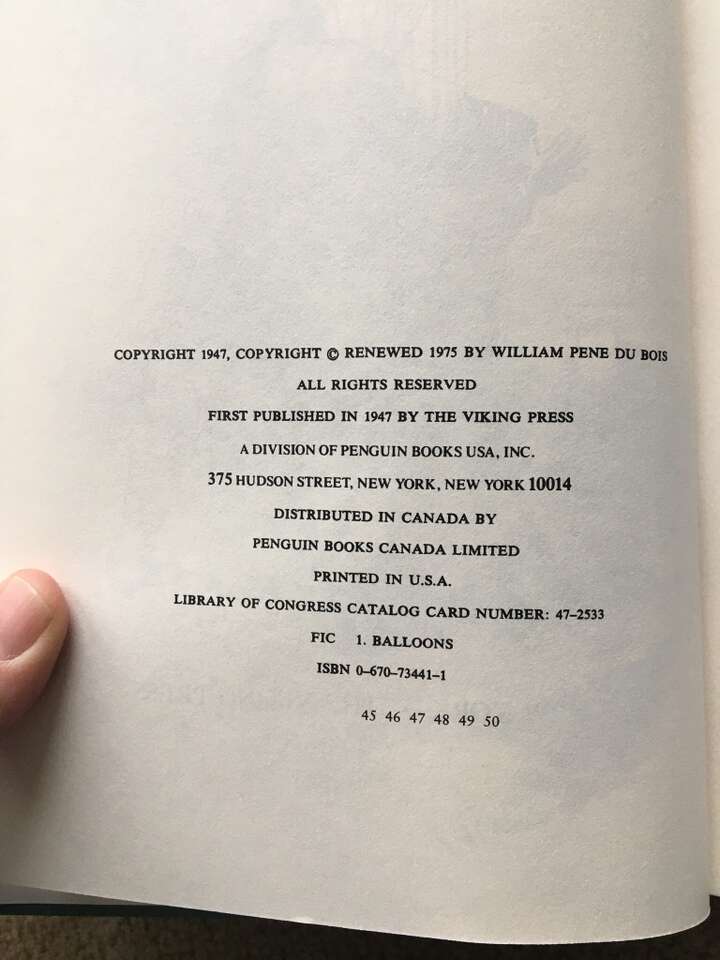 COPYRIGHT 1947, COPYRIGHT © RENEWED 1975 BY WILLIAM PENE DU BOIS
ALL RIGHTS RESERVED
FIRST PUBLISHED IN 1947 BY THE VIKING PRESS
A DIVISION OF PENGUIN BOOKS USA, INC.
375 HUDSON STREET, NEW YORK, NEW YORK 10014
DISTRIBUTED IN CANADA BY
PENGUIN BOOKS CANADA LIMITED
PRINTED IN U.S.A.
LIBRARY OF CONGRESS CATALOG CARD NUMBER: 47–2533
FIC 1. BALLOONS
ISBN 0–670–73441–1
45 46 47 48 49 50